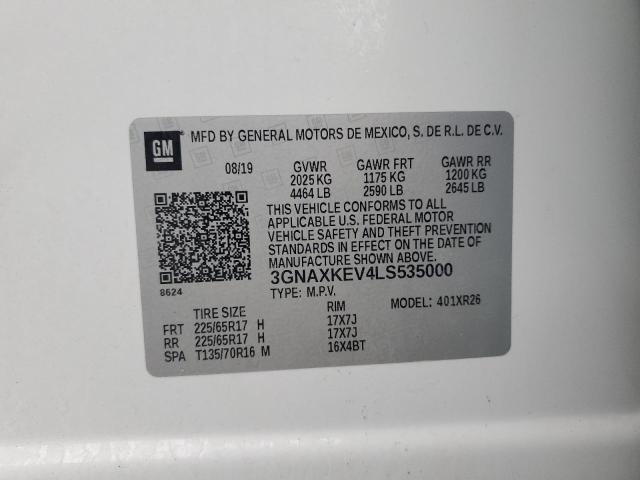 GM
MFD BY GENERAL MOTORS DE MEXICO, S. DE R.L. DE C.V.
08/19 GVWR GAWR FRT GAWR RR
2025 KG 1175 KG 1200 KG
4464 LB 2590 LB 2645 LB
THIS VEHICLE CONFORMS TO ALL
APPLICABLE U.S. FEDERAL MOTOR
VEHICLE SAFETY AND THEFT PREVENTION
STANDARDS IN EFFECT ON THE DATE OF
MANUFACTURE SHOWN ABOVE.
3GNAXKEV4LS535000
8624 TYPE: M.P.V. MODEL: 401XR26
TIRE SIZE RIM
FRT 225/65R17 H 17X7J
RR 225/65R17 H 17X7J
SPA T135/70R16 M 16X4BT